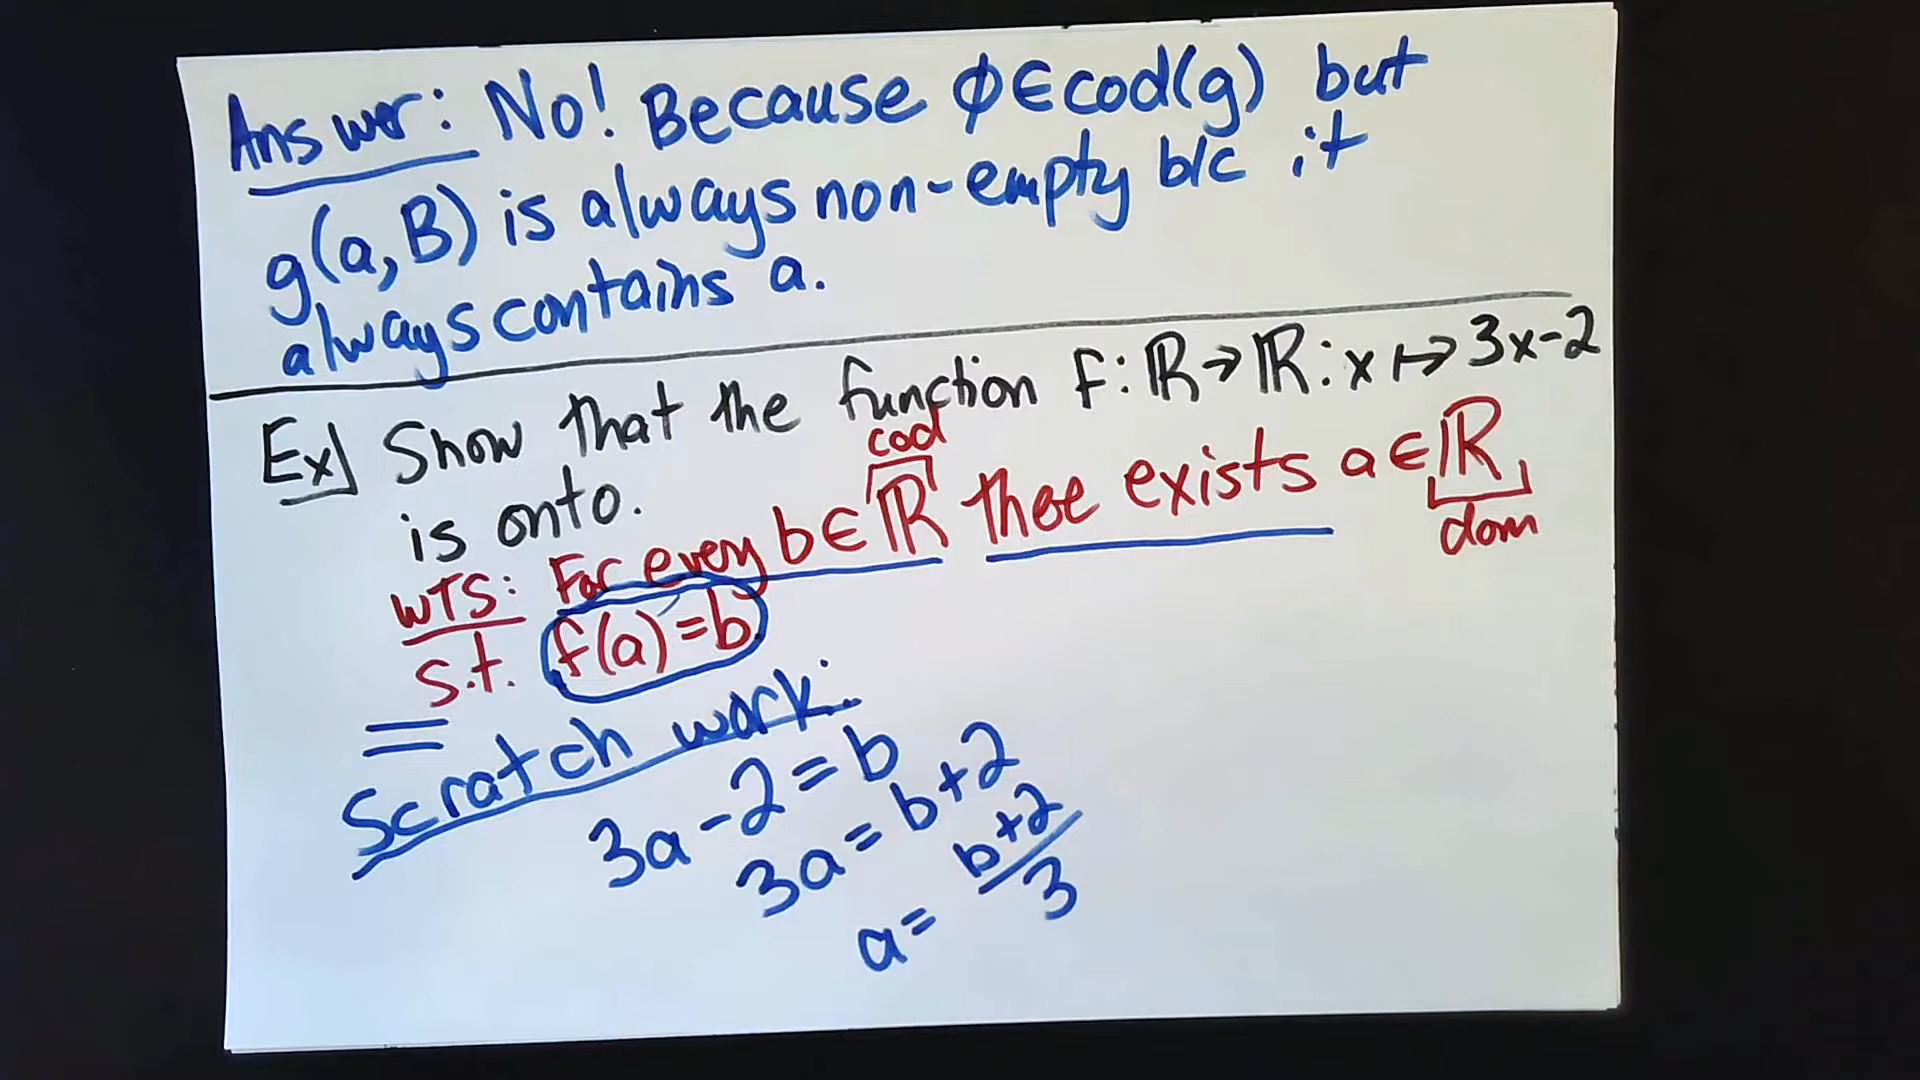 Answer: No! Because ∅∈cod(g) but
g(a,B) is always non-empty b/c it
always contains a.
Ex] Show that the function f:ℝ→ℝ:x↦3x-2
is onto.
cod
WTS: For every b∈ℝ there exists a∈ℝ
dom
s.t. f(a)=b.
Scratch work:
3a-2=b
3a=b+2
a=(b+2)/3